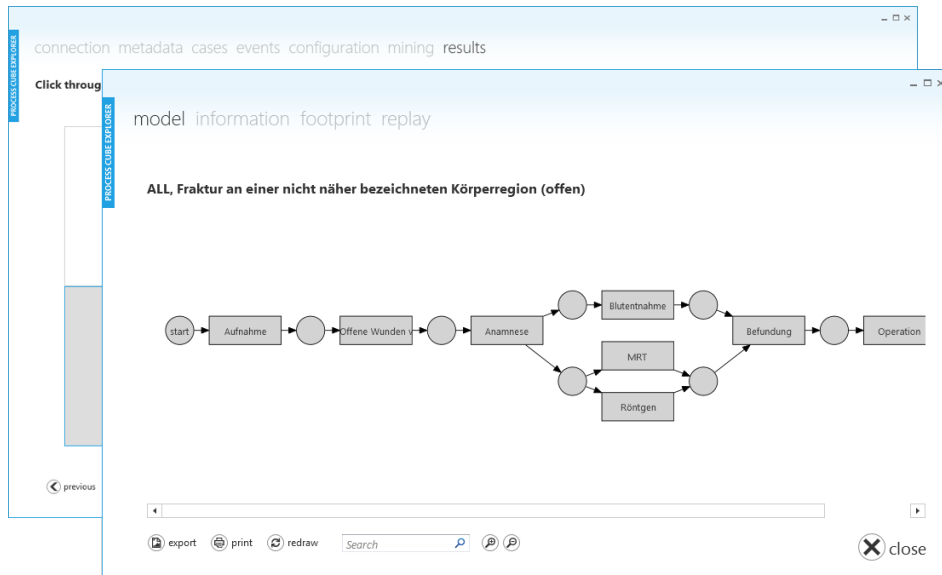 connection metadata cases events configuration mining results
PROCESS CUBE EXPLORER
Click throug
PROCESS CUBE EXPLORER
model information footprint replay
ALL, Fraktur an einer nicht näher bezeichneten Körperregion (offen)
Blutentnahme
start
Aufnahme
Offene Wunden v
Anamnese
Befundung
Operation
MRT
Röntgen
previous
export
print
redraw
Search
close